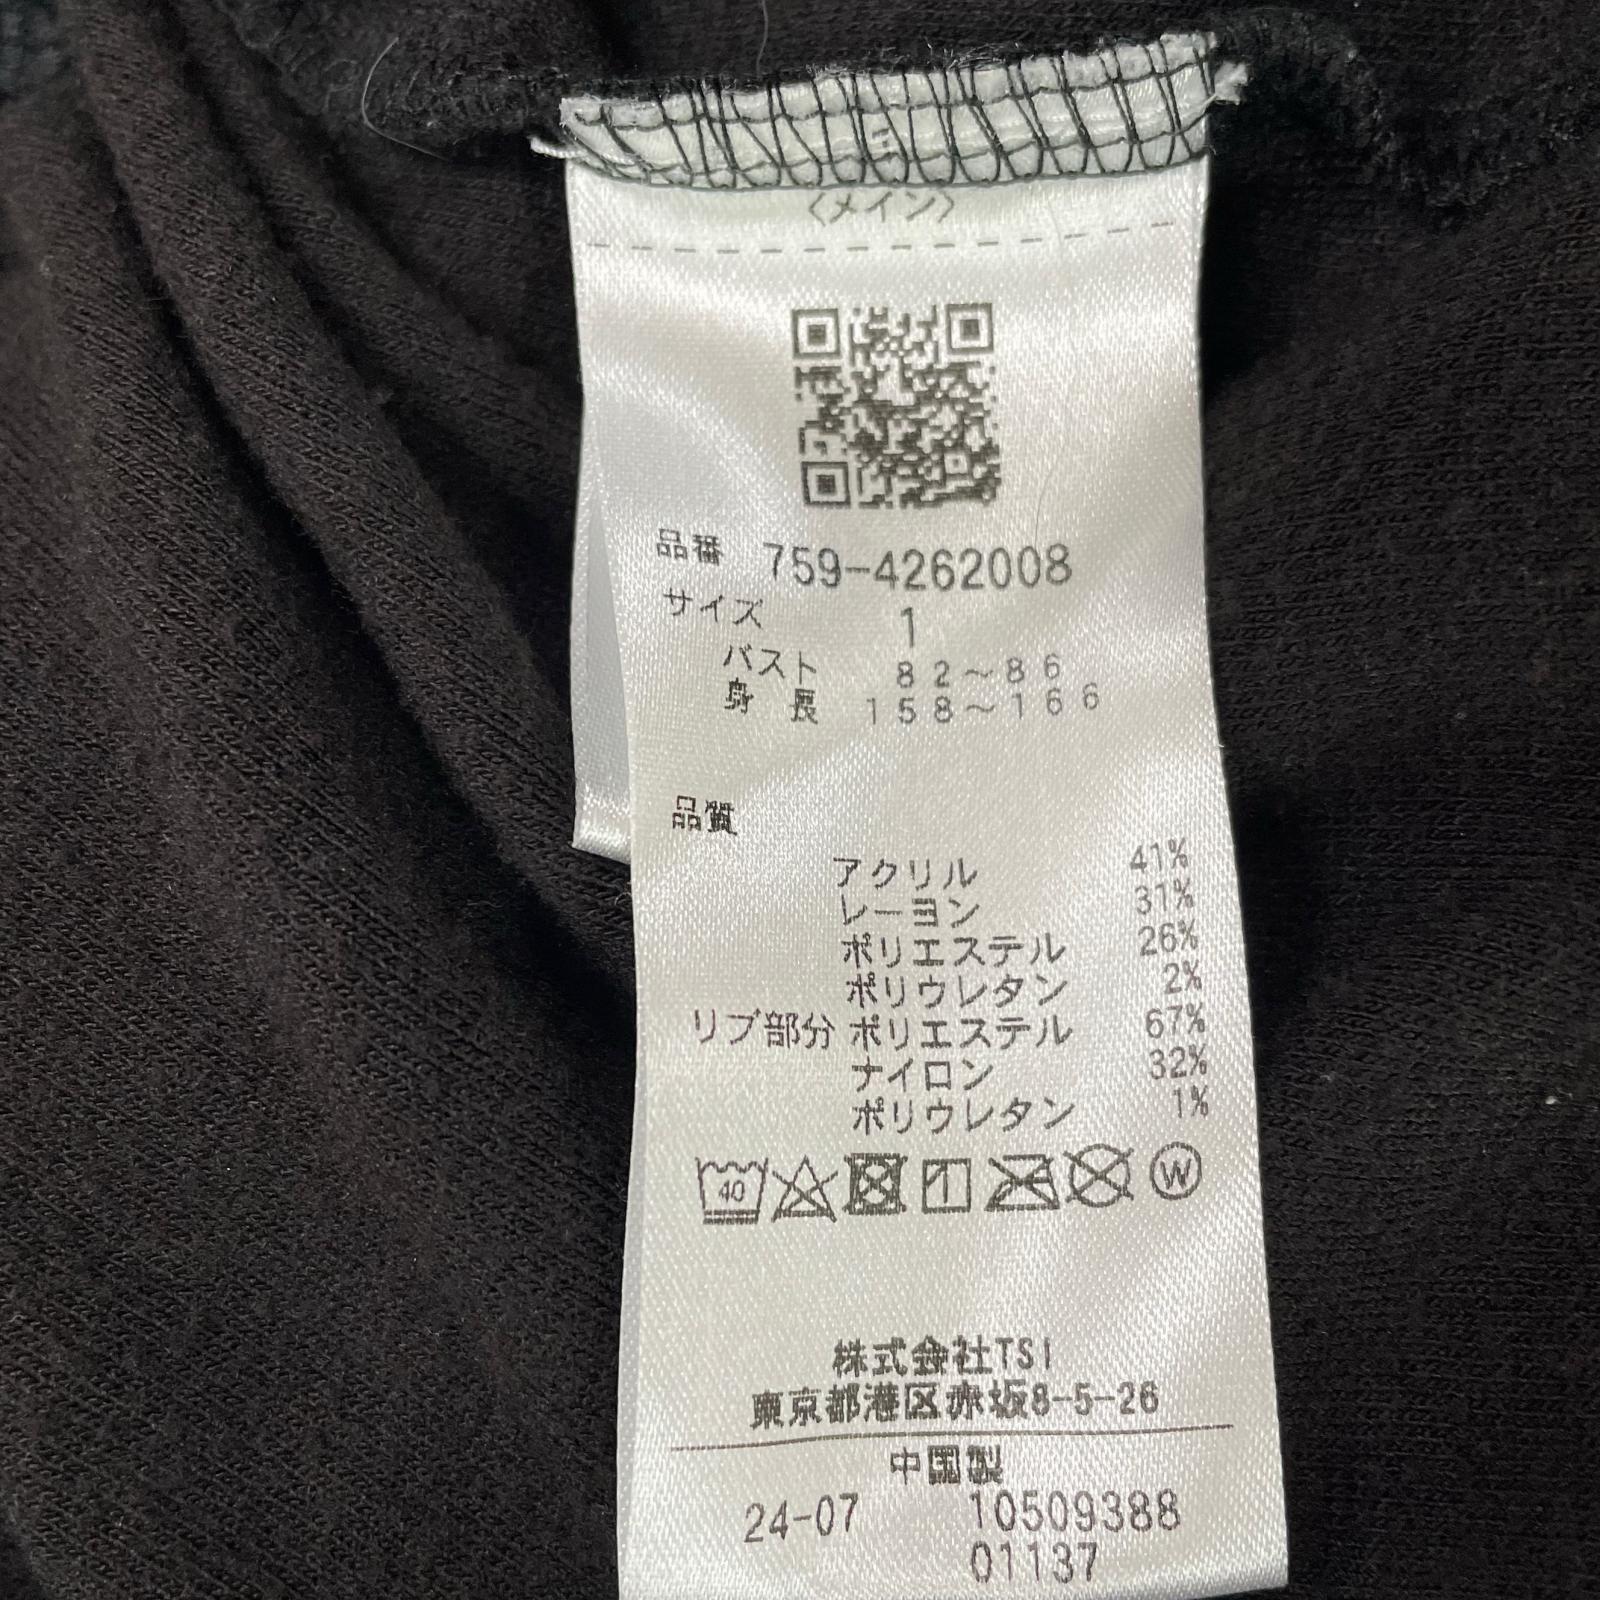 〈メイン〉
品番 759-4262008
サイズ 1
バスト 82～86
身長 158～166
品質
アクリル 41%
レーヨン 31%
ポリエステル 26%
ポリウレタン 2%
リブ部分 ポリエステル 67%
ナイロン 32%
ポリウレタン 1%
40 1 W
株式会社TSI
東京都港区赤坂8-5-26
中国製
24-07 10509388
01137